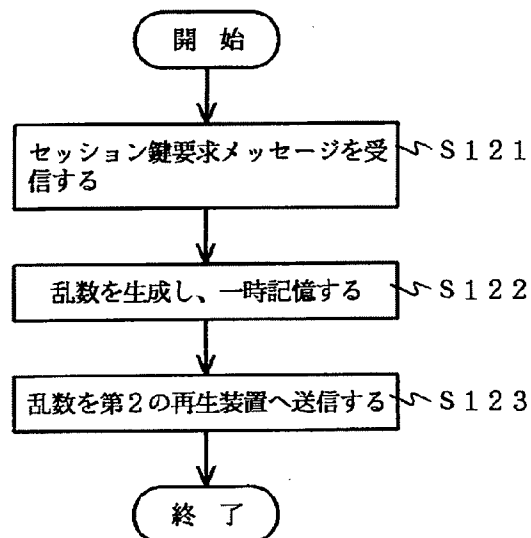 開 始
セッション鍵要求メッセージを受
信する
S121
乱数を生成し、一時記憶する
S122
乱数を第2の再生装置へ送信する
S123
終 了